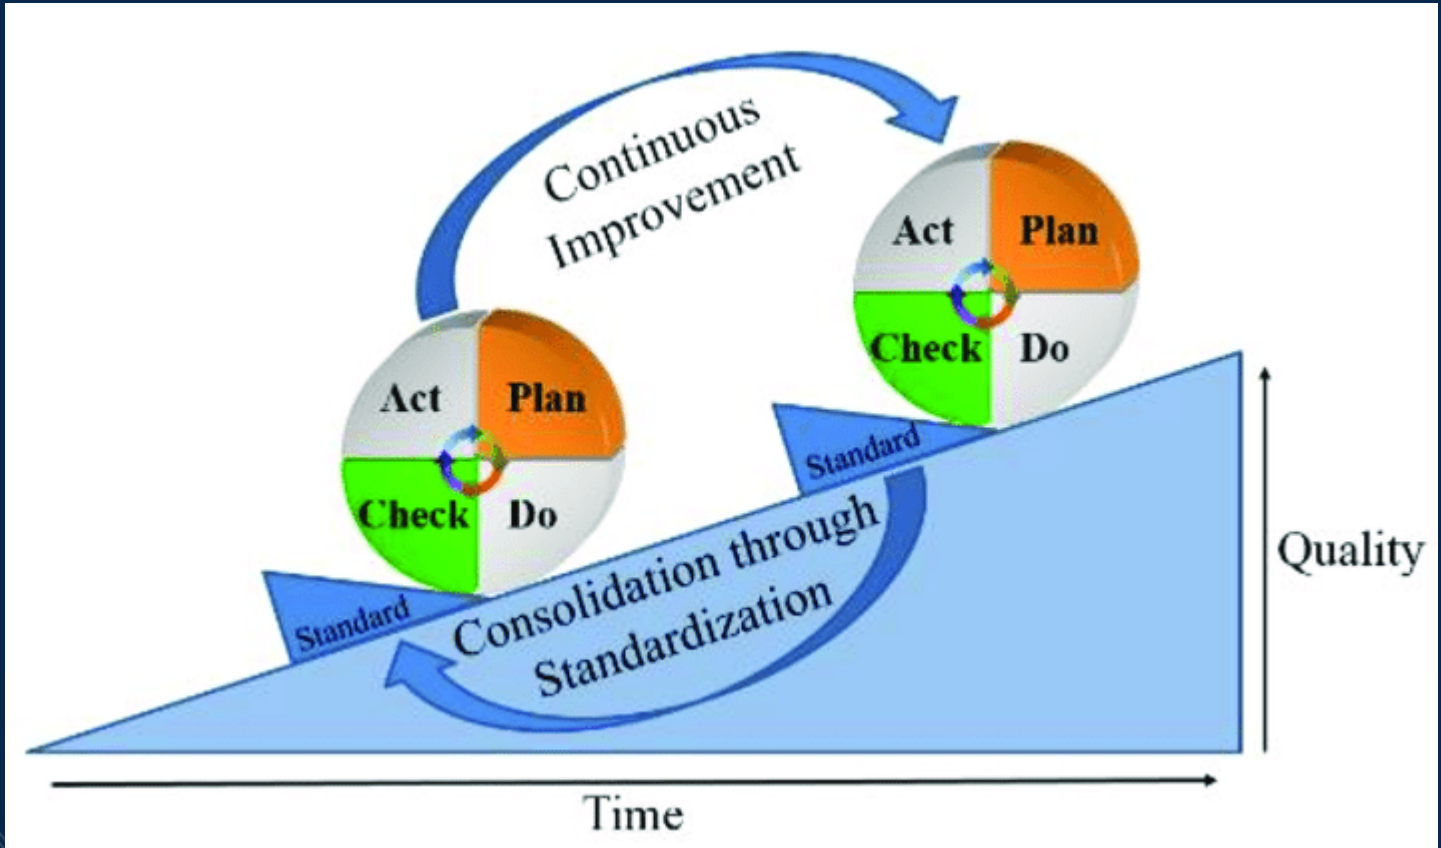 Continuous
Improvement
Act Plan
Check Do
Standard
Act Plan
Check Do
Standard
Consolidation through
Standardization
Quality
Time